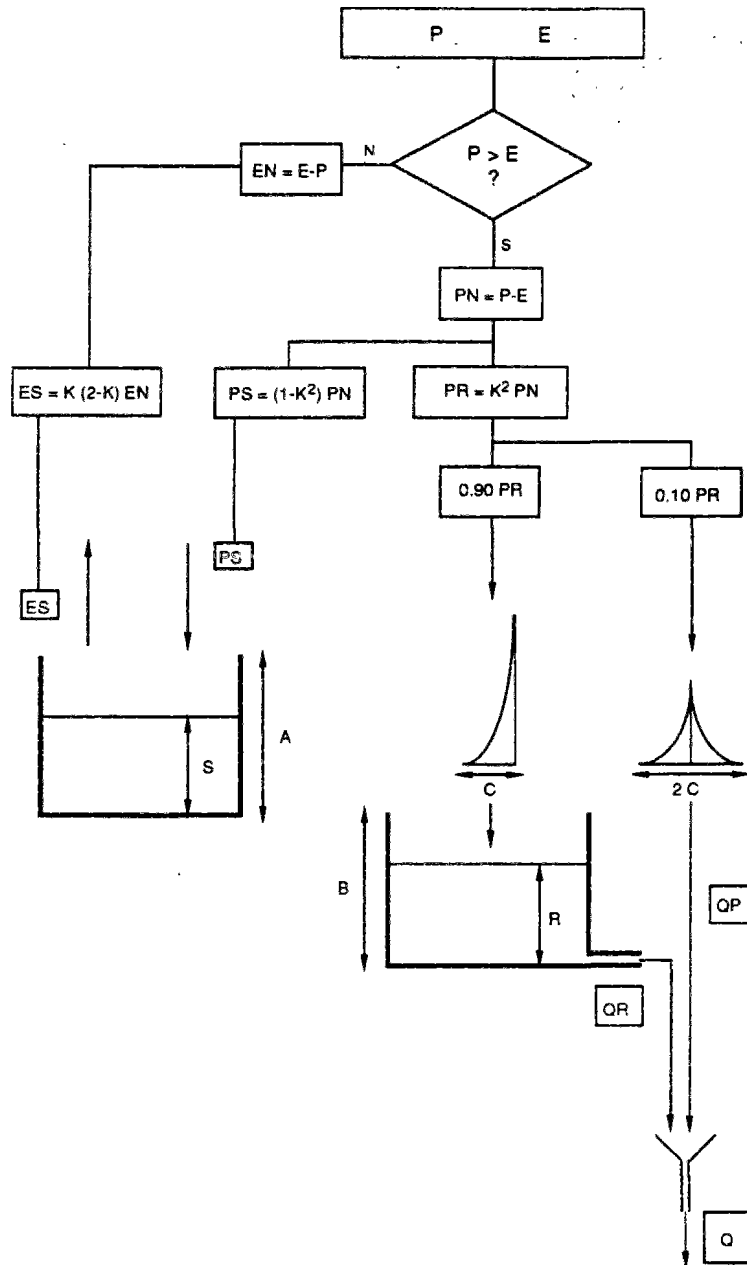 P E
P > E
?
N
EN = E-P
S
PN = P-E
ES = K (2-K) EN
PS = (1-K²) PN
PR = K² PN
0.90 PR
0.10 PR
PS
ES
A
S
C
2 C
B
R
QP
QR
Q